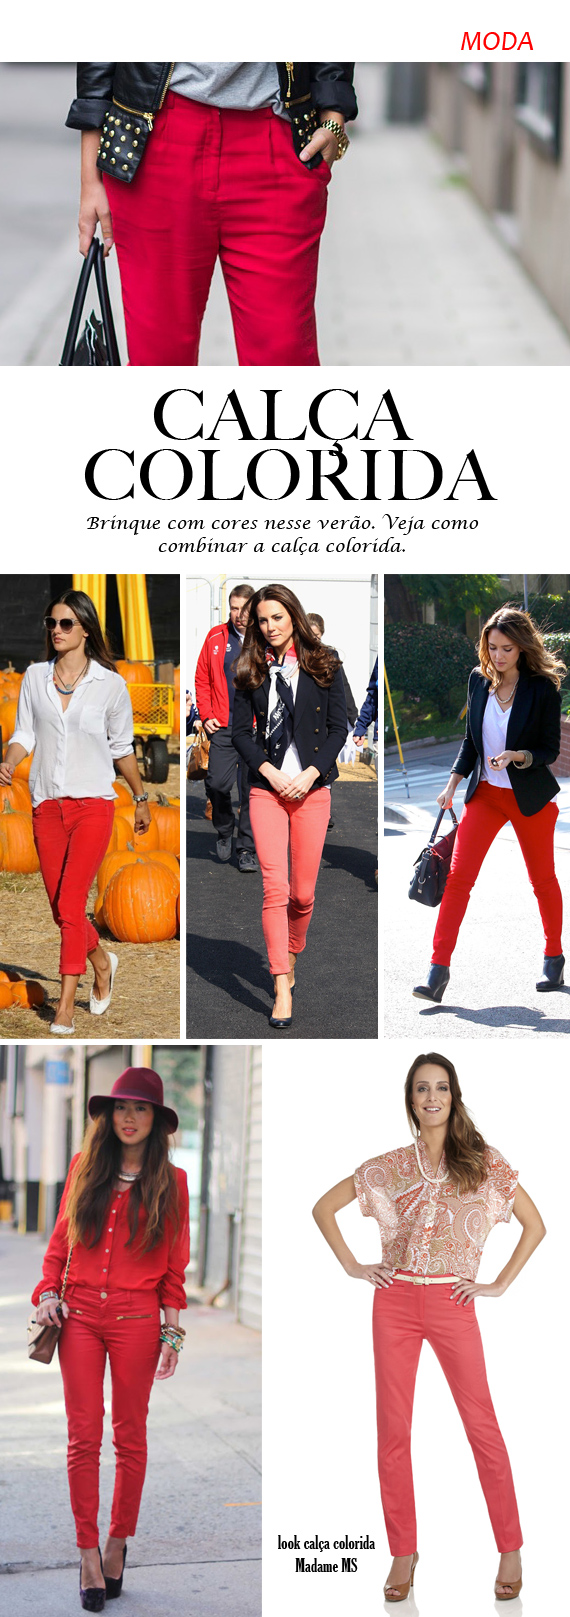 MODA
CALÇA
COLORIDA
Brinque com cores nesse verão. Veja como
combinar a calça colorida.
look calça colorida
Madame MS